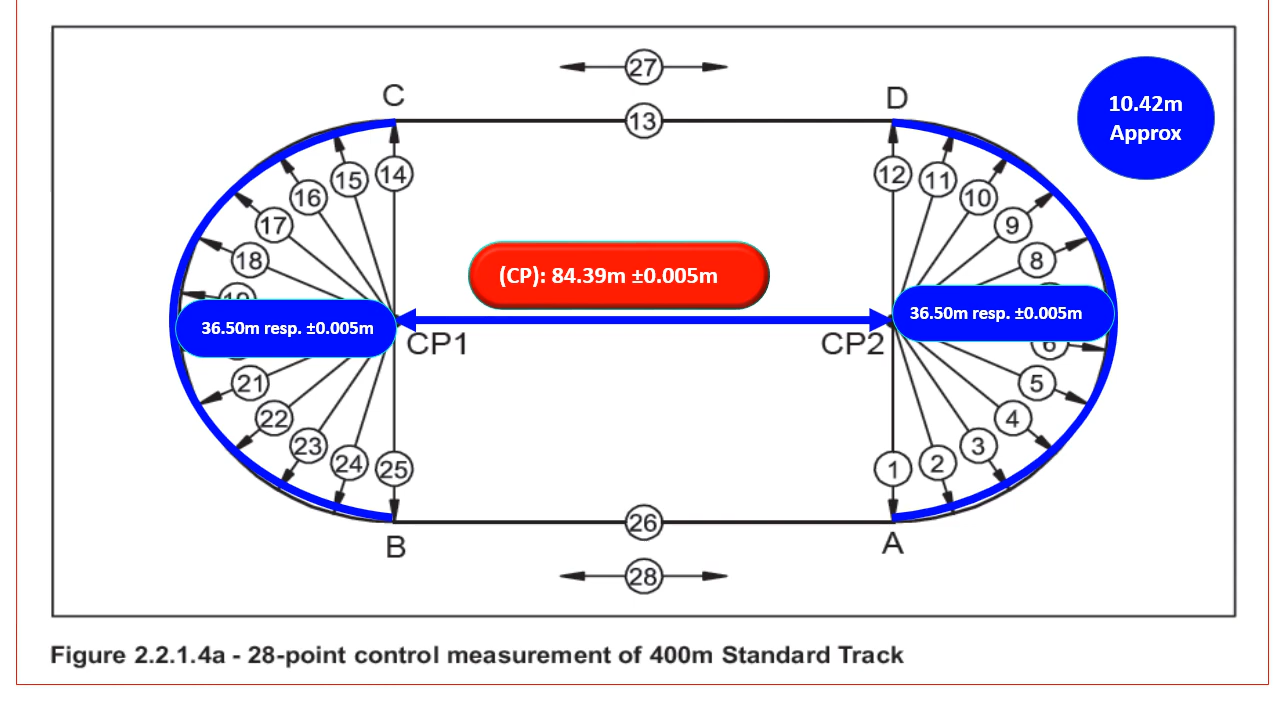 27
C
D
13
10.42m
Approx
14
12
15
11
16
10
17
9
18
8
(CP): 84.39m ±0.005m
19
36.50m resp. ±0.005m
36.50m resp. ±0.005m
CP1
CP2
6
21
5
22
4
23
3
24
2
25
1
26
B
A
28
Figure 2.2.1.4a - 28-point control measurement of 400m Standard Track